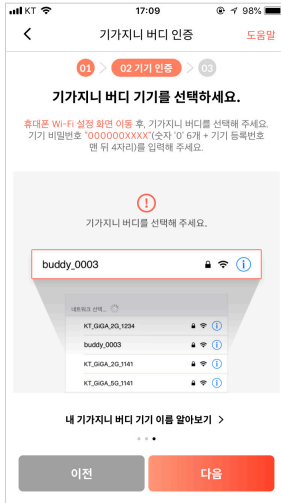 KT 17:09 98%
기가지니 버디 인증 도움말
01 > 02 기기 인증 > 03
기가지니 버디 기기를 선택하세요.
휴대폰 Wi-Fi 설정 화면 이동 후, 기가지니 버디를 선택해 주세요.
기기 비밀번호 "000000XXXX"(숫자 '0' 6개 + 기기 등록번호
맨 뒤 4자리)를 입력해 주세요.
기가지니 버디를 선택해 주세요.
buddy_0003
네트워크 선택...
KT_GiGA_2G_1234
buddy_0003
KT_GiGA_2G_1141
KT_GiGA_5G_1141
내 기가지니 버디 기기 이름 알아보기 >
이전 다음